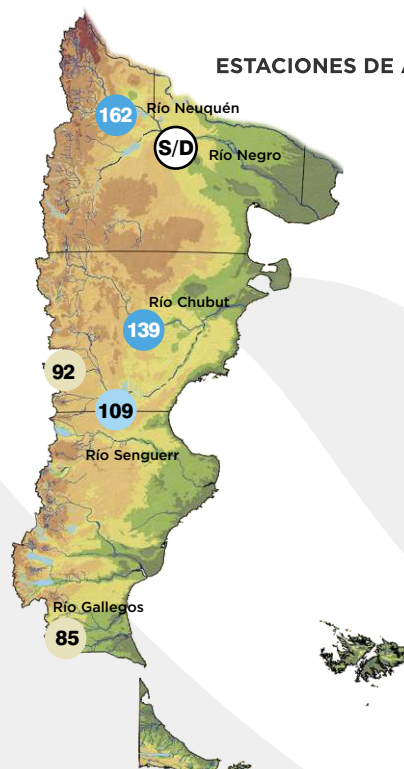 ESTACIONES DE A
Río Neuquén
162
S/D
Río Negro
Río Chubut
139
92
109
Río Senguerr
Río Gallegos
85